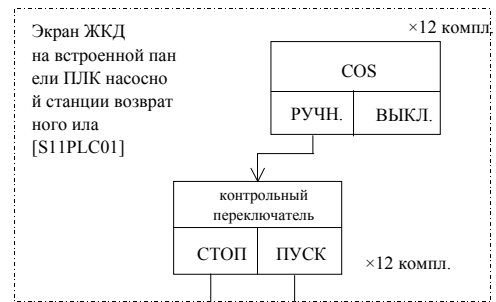 Экран ЖКД
на встроенной пан
ели ПЛК насосно
й станции возврат
ного ила
[S11PLC01]
×12 компл.
COS
РУЧН. ВЫКЛ.
контрольный
переключатель
СТОП ПУСК
×12 компл.